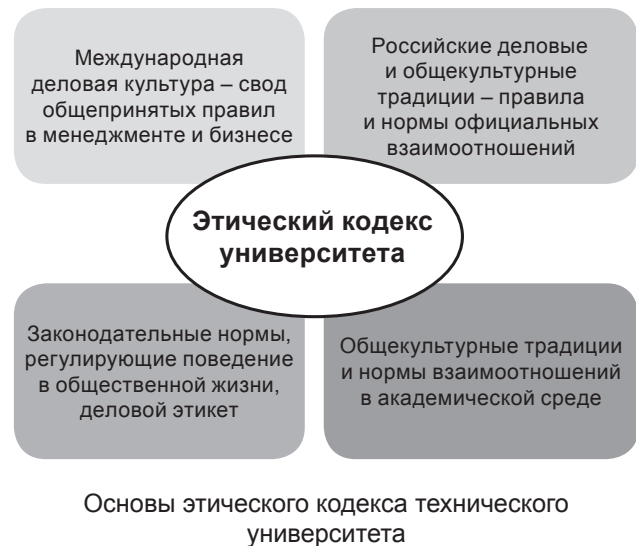 Международная
деловая культура – свод
общепринятых правил
в менеджменте и бизнесе
Российские деловые
и общекультурные
традиции – правила
и нормы официальных
взаимоотношений
Этический кодекс
университета
Законодательные нормы,
регулирующие поведение
в общественной жизни,
деловой этикет
Общекультурные традиции
и нормы взаимоотношений
в академической среде
Основы этического кодекса технического
университета